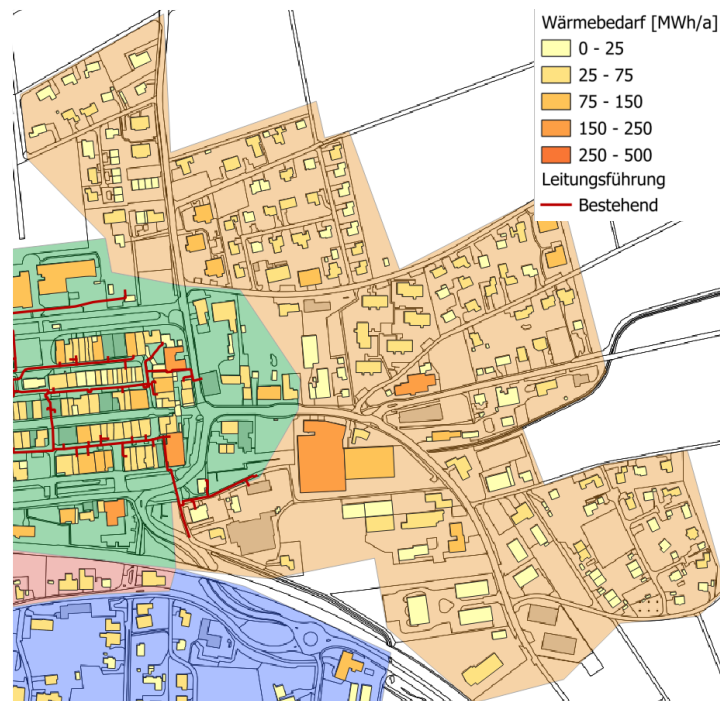 Wärmebedarf [MWh/a]
0 - 25
25 - 75
75 - 150
150 - 250
250 - 500
Leitungsführung
Bestehend